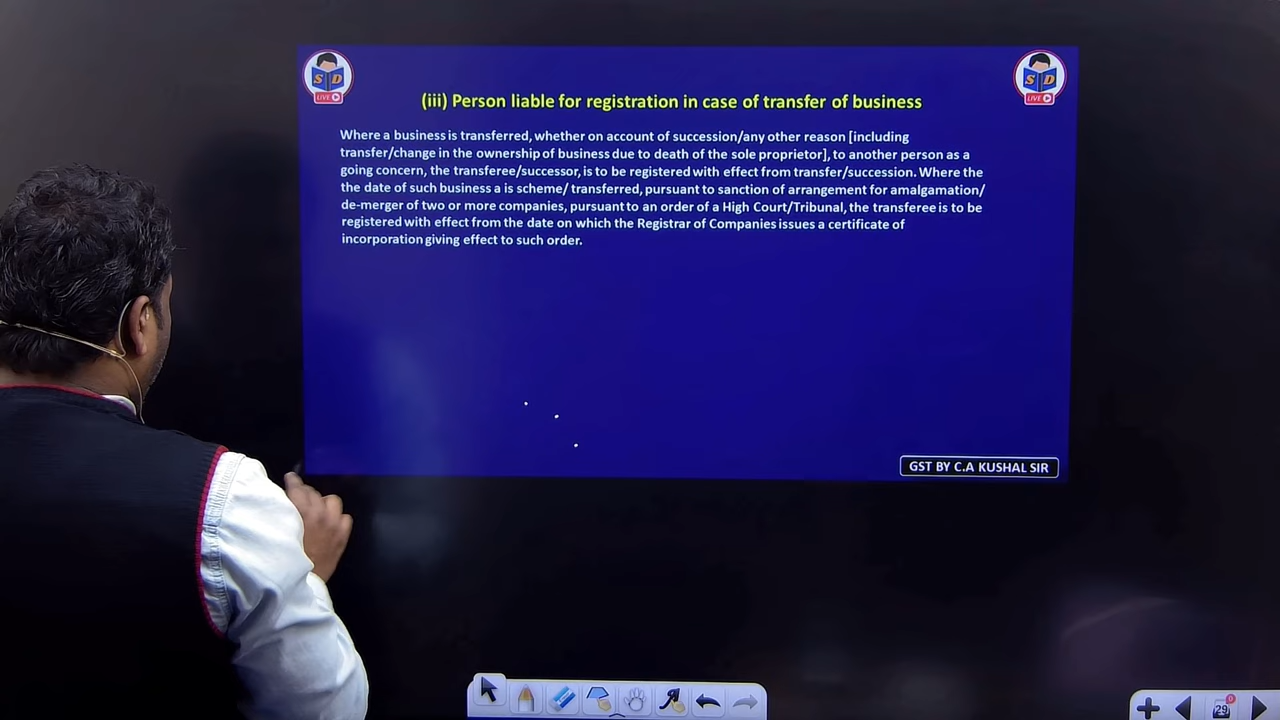 S D
LIVE
S D
LIVE
(iii) Person liable for registration in case of transfer of business
Where a business is transferred, whether on account of succession/any other reason [including
transfer/change in the ownership of business due to death of the sole proprietor], to another person as a
going concern, the transferee/successor, is to be registered with effect from transfer/succession. Where the
the date of such business a is scheme/ transferred, pursuant to sanction of arrangement for amalgamation/
de-merger of two or more companies, pursuant to an order of a High Court/Tribunal, the transferee is to be
registered with effect from the date on which the Registrar of Companies issues a certificate of
incorporation giving effect to such order.
GST BY C.A KUSHAL SIR
29
0